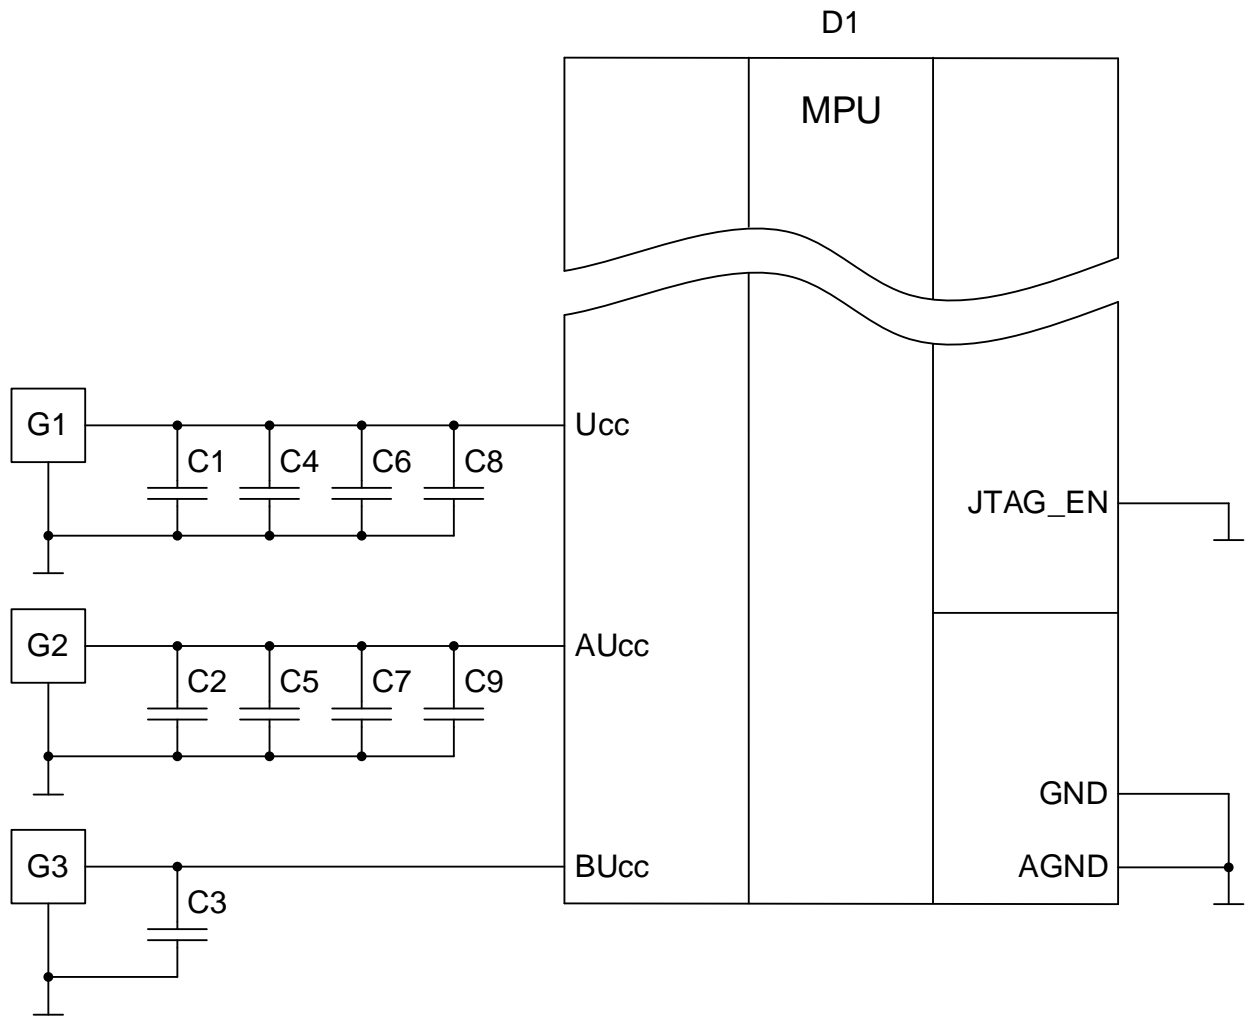 D1
MPU
G1
Ucc
C1 C4 C6 C8
JTAG_EN
G2
AUcc
C2 C5 C7 C9
GND
G3
BUcc
AGND
C3